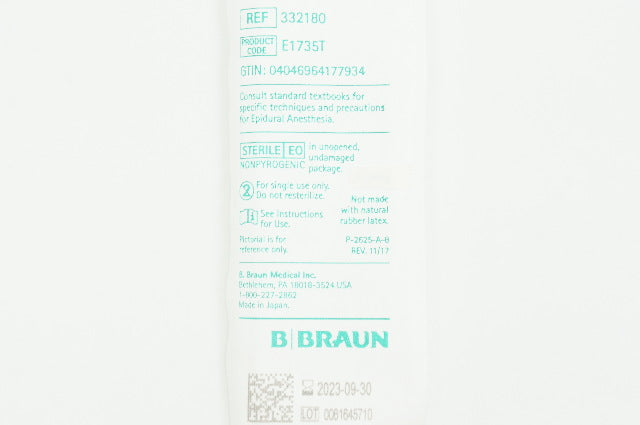 REF 332180
PRODUCT CODE E1735T
GTIN: 04046964177934
Consult standard textbooks for
specific techniques and precautions
for Epidural Anesthesia.
STERILE EO in unopened,
undamaged
NONPYROGENIC package.
2 For single use only.
Do not resterilize.
Not made
with natural
rubber latex.
See Instructions
for Use.
Pictorial is for
reference only.
P-2625-A-8
REV. 11/17
B. Braun Medical Inc.
Bethlehem, PA 18018-3524 USA
1-800-227-2862
Made in Japan.
B|BRAUN
2023-09-30
LOT 0061645710